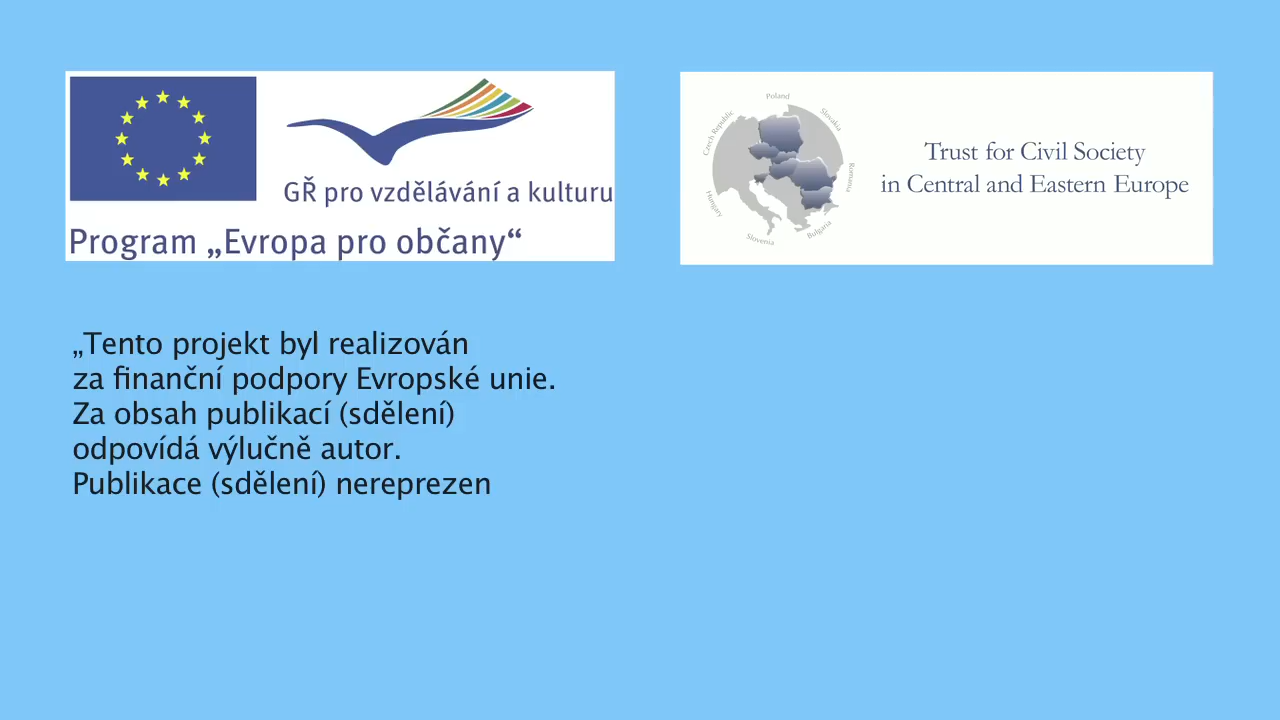 GŘ pro vzdělávání a kulturu
Program „Evropa pro občany“
Poland
Slovakia
Czech Republic
Romania
Hungary
Bulgaria
Slovenia
Trust for Civil Society
in Central and Eastern Europe
„Tento projekt byl realizován
za finanční podpory Evropské unie.
Za obsah publikací (sdělení)
odpovídá výlučně autor.
Publikace (sdělení) nereprezen